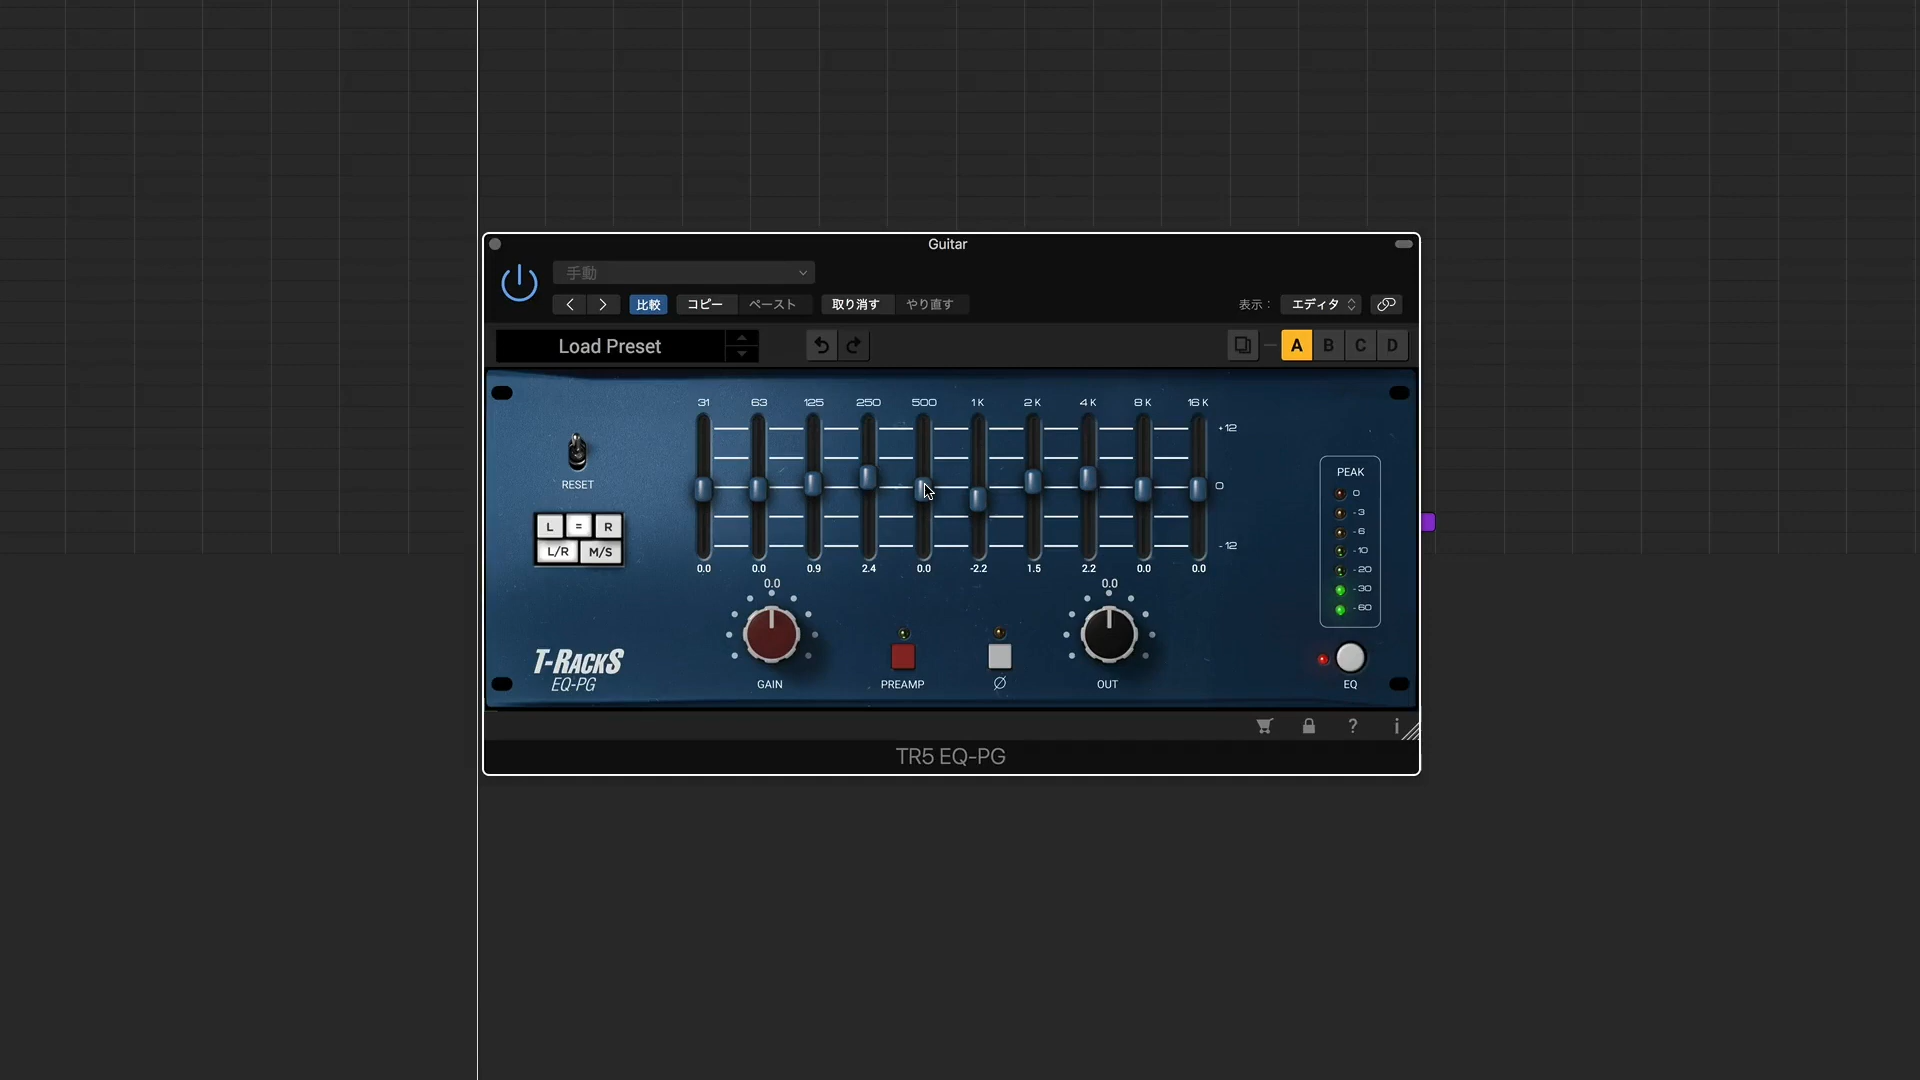 Guitar
手動
比較 コピー ペースト 取り消す やり直す 表示： エディタ
Load Preset A B C D
31 63 125 250 500 1K 2K 4K 8K 16K
+12
0
-12
RESET
L = R
L/R M/S
PEAK
0
-3
-6
-10
-20
-30
-60
0.0 0.0 0.9 2.4 0.0 -2.2 1.5 2.2 0.0 0.0
0.0 0.0
T-RACKS
EQ-PG
GAIN PREAMP Ø OUT EQ
? i
TR5 EQ-PG